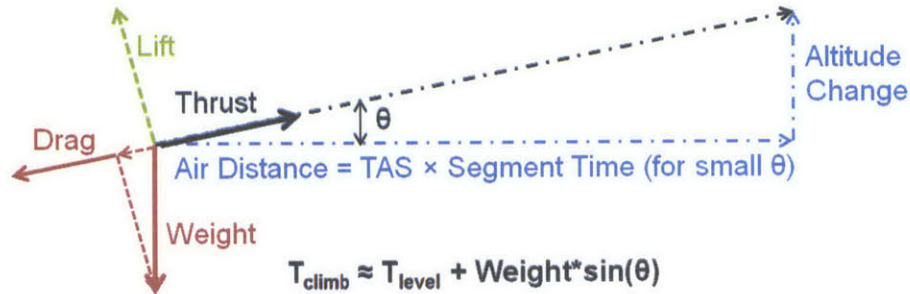 Lift
Altitude
Change
Thrust
θ
Drag
Air Distance = TAS × Segment Time (for small θ)
Weight
T_climb ≈ T_level + Weight*sin(θ)